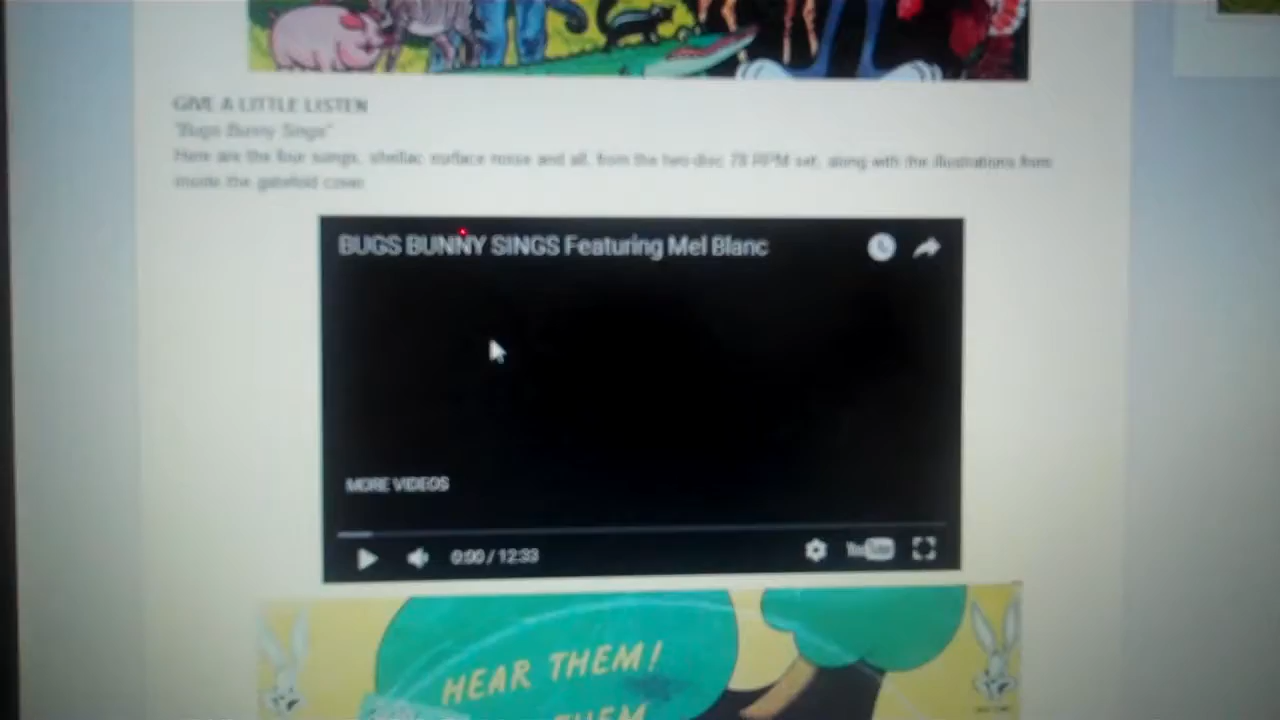 GIVE A LITTLE LISTEN
"Bugs Bunny Sings"
Here are the four songs, shellac surface noise and all, from the two-disc 78 RPM set, along with the illustrations from
inside the gatefold cover.
BUGS BUNNY SINGS Featuring Mel Blanc
MORE VIDEOS
0:00 / 12:33
YouTube
HEAR THEM!
THEM